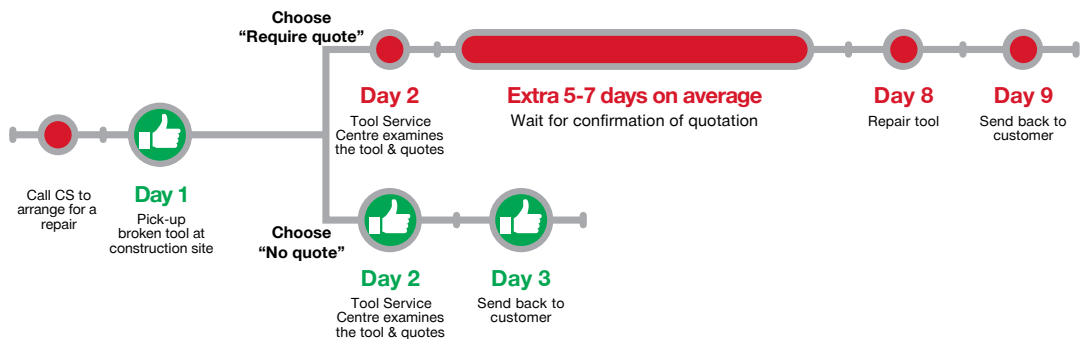 Choose
“Require quote”
Day 2
Tool Service
Centre examines
the tool & quotes
Extra 5-7 days on average
Wait for confirmation of quotation
Day 8
Repair tool
Day 9
Send back to
customer
Call CS to
arrange for a
repair
Day 1
Pick-up
broken tool at
construction site
Choose
“No quote”
Day 2
Tool Service
Centre examines
the tool & quotes
Day 3
Send back to
customer